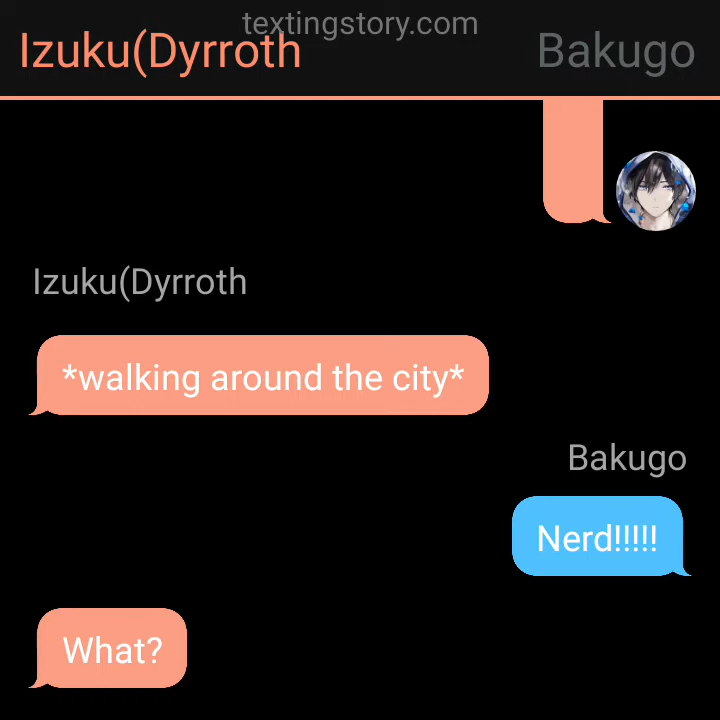 textingstory.com
Izuku(Dyrroth
Bakugo
Izuku(Dyrroth
*walking around the city*
Bakugo
Nerd!!!!!
What?